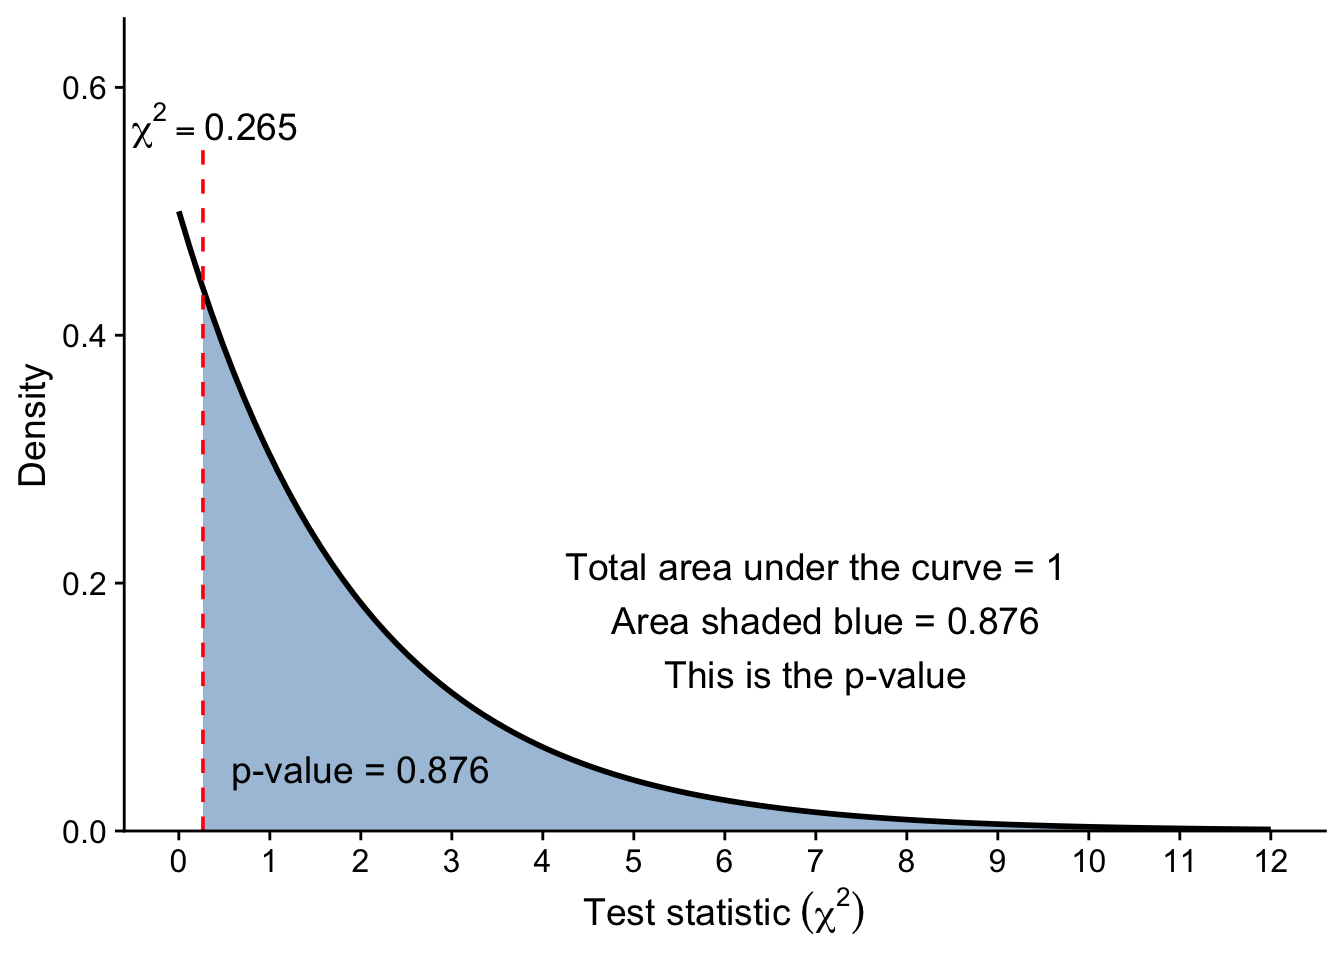 0.6
χ² = 0.265
0.4
Density
Total area under the curve = 1
0.2
Area shaded blue = 0.876
This is the p-value
p-value = 0.876
0.0
0 1 2 3 4 5 6 7 8 9 10 11 12
Test statistic (χ²)